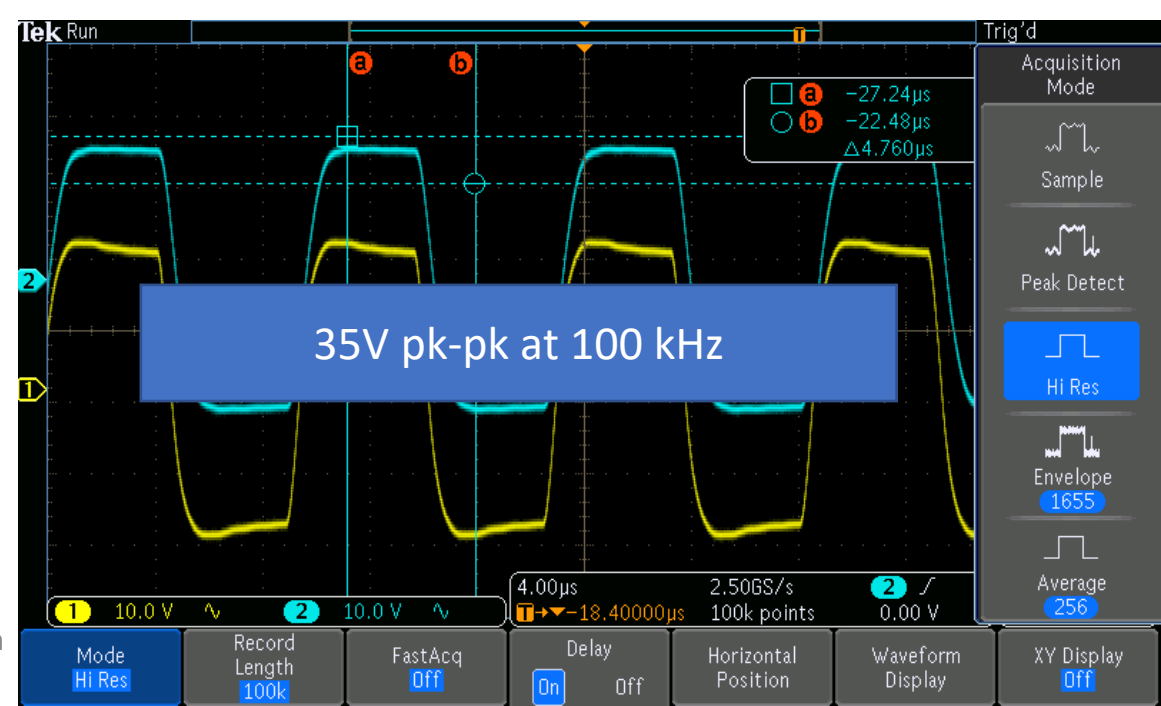 Tek Run
Trig'd
T
a b
a -27.24µs
b -22.48µs
△4.760µs
2
1
35V pk-pk at 100 kHz
Acquisition
Mode
Sample
Peak Detect
Hi Res
Envelope
1655
Average
256
1 10.0 V 2 10.0 V
4.00µs 2.50GS/s 2
T→▼-18.40000µs 100k points 0.00 V
Mode
Hi Res
Record
Length
100k
FastAcq
Off
Delay
On Off
Horizontal
Position
Waveform
Display
XY Display
Off